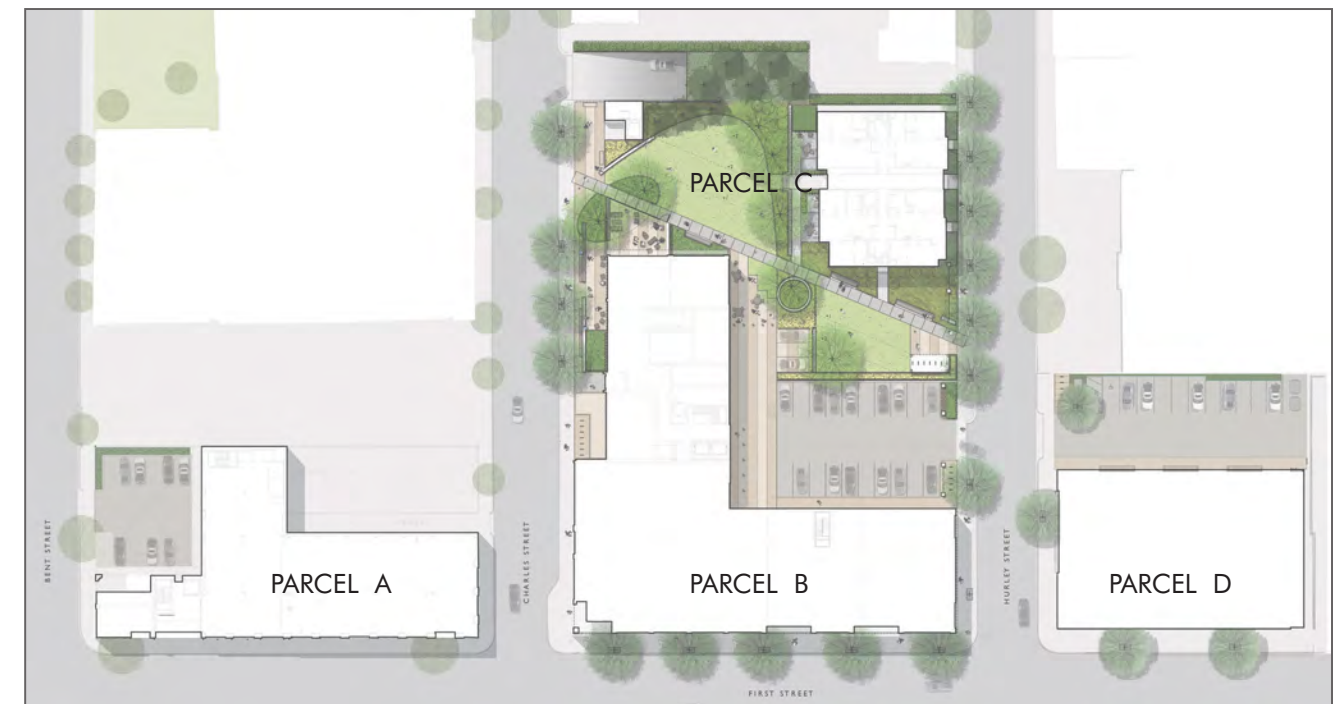 PARCEL C
BENT STREET
CHARLES STREET
HURLEY STREET
PARCEL A
PARCEL B
PARCEL D
FIRST STREET